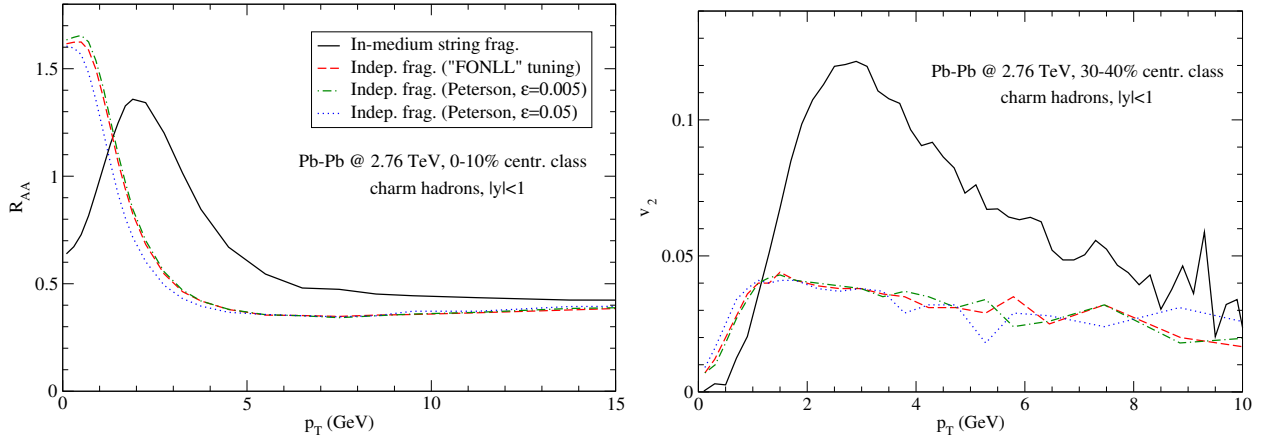 In-medium string frag.
Indep. frag. ("FONLL" tuning)
Indep. frag. (Peterson, ε=0.005)
Indep. frag. (Peterson, ε=0.05)
Pb-Pb @ 2.76 TeV, 0-10% centr. class
charm hadrons, |y|<1
R_AA
0
0.5
1
1.5
0
5
10
15
p_T (GeV)
Pb-Pb @ 2.76 TeV, 30-40% centr. class
charm hadrons, |y|<1
v_2
0
0.05
0.1
0
2
4
6
8
10
p_T (GeV)